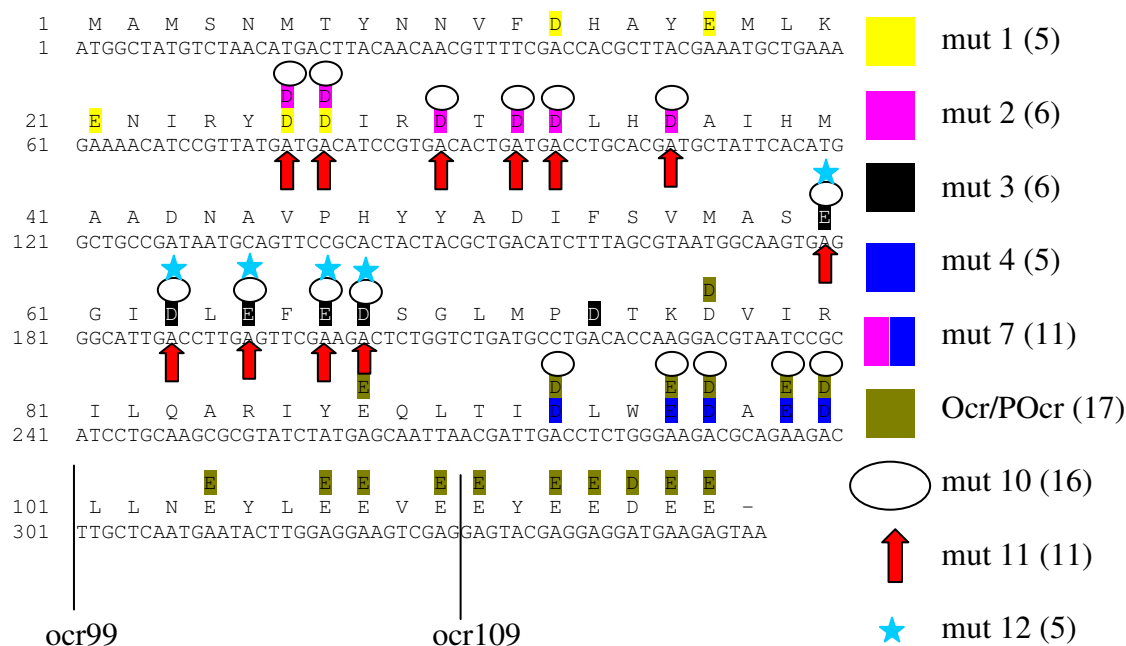 1 M A M S N M T Y N N V F D H A Y E M L K
1 ATGGCTATGTCTAACATGACTTACAACAACGTTTTCGACCACGCTTACGAAATGCTGAAA
D D
21 E N I R Y D D I R D T D D L H D A I H M
61 GAAAACATCCGTTATGATGACATCCGTGACACTGATGACCTGCACGATGCTATTCACATG
41 A A D N A V P H Y Y A D I F S V M A S E
121 GCTGCCGATAATGCAGTTCCGCACTACTACGCTGACATCTTTAGCGTAATGGCAAGTGAG
D
61 G I D L E F E D S G L M P D T K D V I R
181 GGCATTGACCTTGAGTTCGAAGACTCTGGTCTGATGCCTGACACCAAGGACGTAATCCGC
E D E D E D
81 I L Q A R I Y E Q L T I D L W E D A E D
241 ATCCTGCAAGCGCGTATCTATGAGCAATTAACGATTGACCTCTGGGAAGACGCAGAAGAC
E E E E E E E D E E
101 L L N E Y L E E V E E Y E E D E E -
301 TTGCTCAATGAATACTTGGAGGAAGTCGAGGAGTACGAGGAGGATGAAGAGTAA
ocr99 ocr109
mut 1 (5)
mut 2 (6)
mut 3 (6)
mut 4 (5)
mut 7 (11)
Ocr/POcr (17)
mut 10 (16)
mut 11 (11)
mut 12 (5)